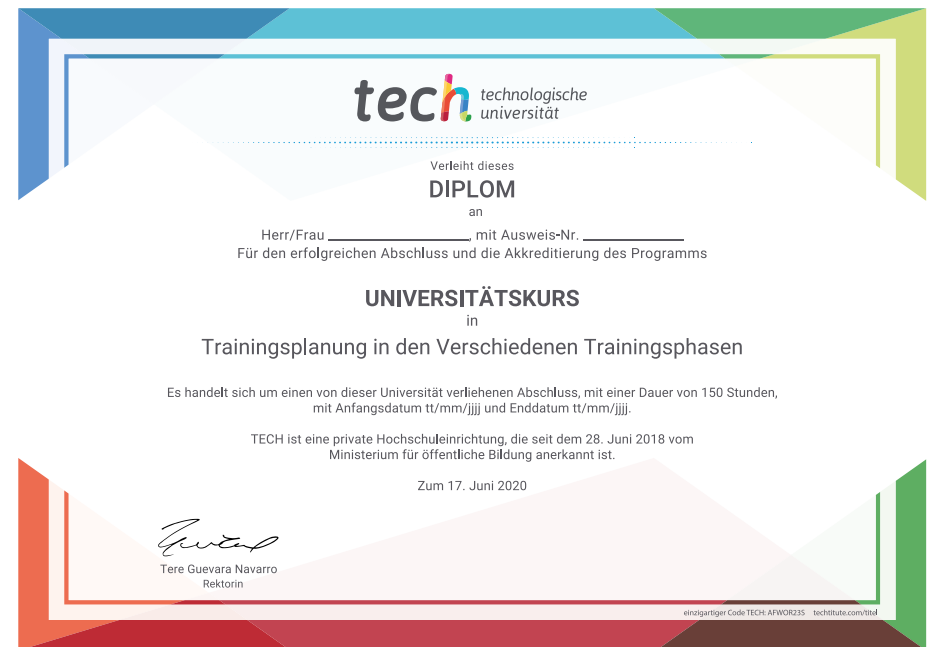 tech technologische
universität
Verleiht dieses
DIPLOM
an
Herr/Frau ____________________, mit Ausweis-Nr. ______________
Für den erfolgreichen Abschluss und die Akkreditierung des Programms
UNIVERSITÄTSKURS
in
Trainingsplanung in den Verschiedenen Trainingsphasen
Es handelt sich um einen von dieser Universität verliehenen Abschluss, mit einer Dauer von 150 Stunden,
mit Anfangsdatum tt/mm/jjjj und Enddatum tt/mm/jjjj.
TECH ist eine private Hochschuleinrichtung, die seit dem 28. Juni 2018 vom
Ministerium für öffentliche Bildung anerkannt ist.
Zum 17. Juni 2020
Tere Guevara Navarro
Rektorin
einzigartiger Code TECH: AFWOR23S techtitute.com/titel